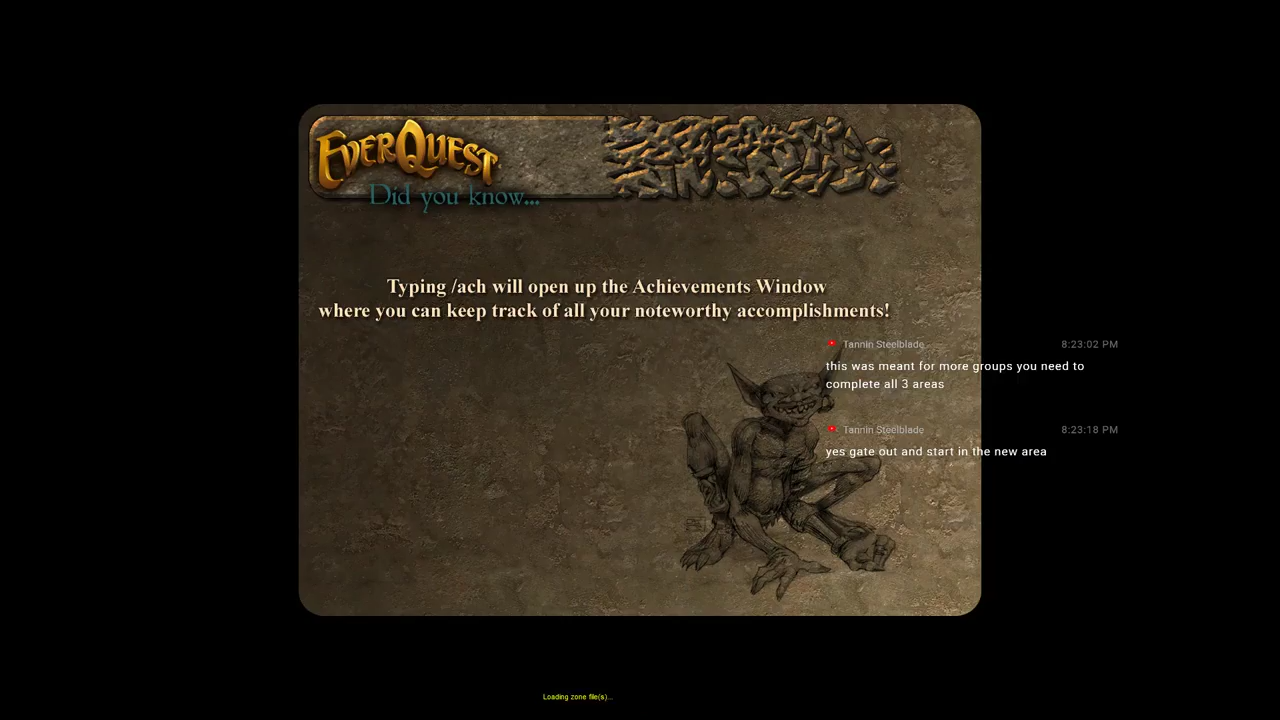 EverQuest
Did you know...
Typing /ach will open up the Achievements Window
where you can keep track of all your noteworthy accomplishments!
Tannin Steelblade 8:23:02 PM
this was meant for more groups you need to
complete all 3 areas
Tannin Steelblade 8:23:18 PM
yes gate out and start in the new area
Loading zone file(s)...